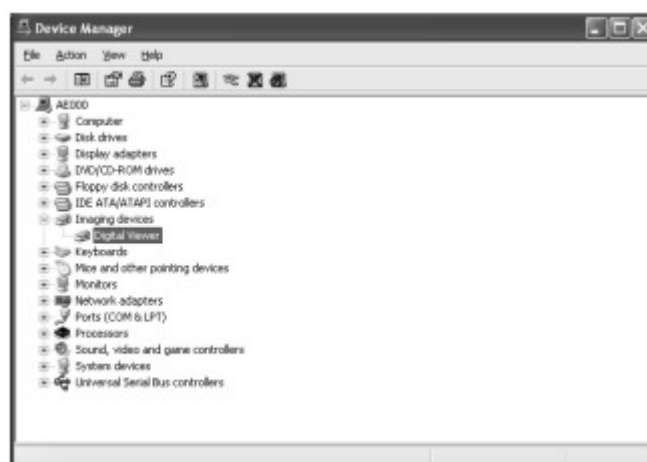 Device Manager
File Action View Help
AE000
Computer
Disk drives
Display adapters
DVD/CD-ROM drives
Floppy disk controllers
IDE ATA/ATAPI controllers
Imaging devices
Digital Viewer
Keyboards
Mice and other pointing devices
Monitors
Network adapters
Ports (COM & LPT)
Processors
Sound, video and game controllers
System devices
Universal Serial Bus controllers